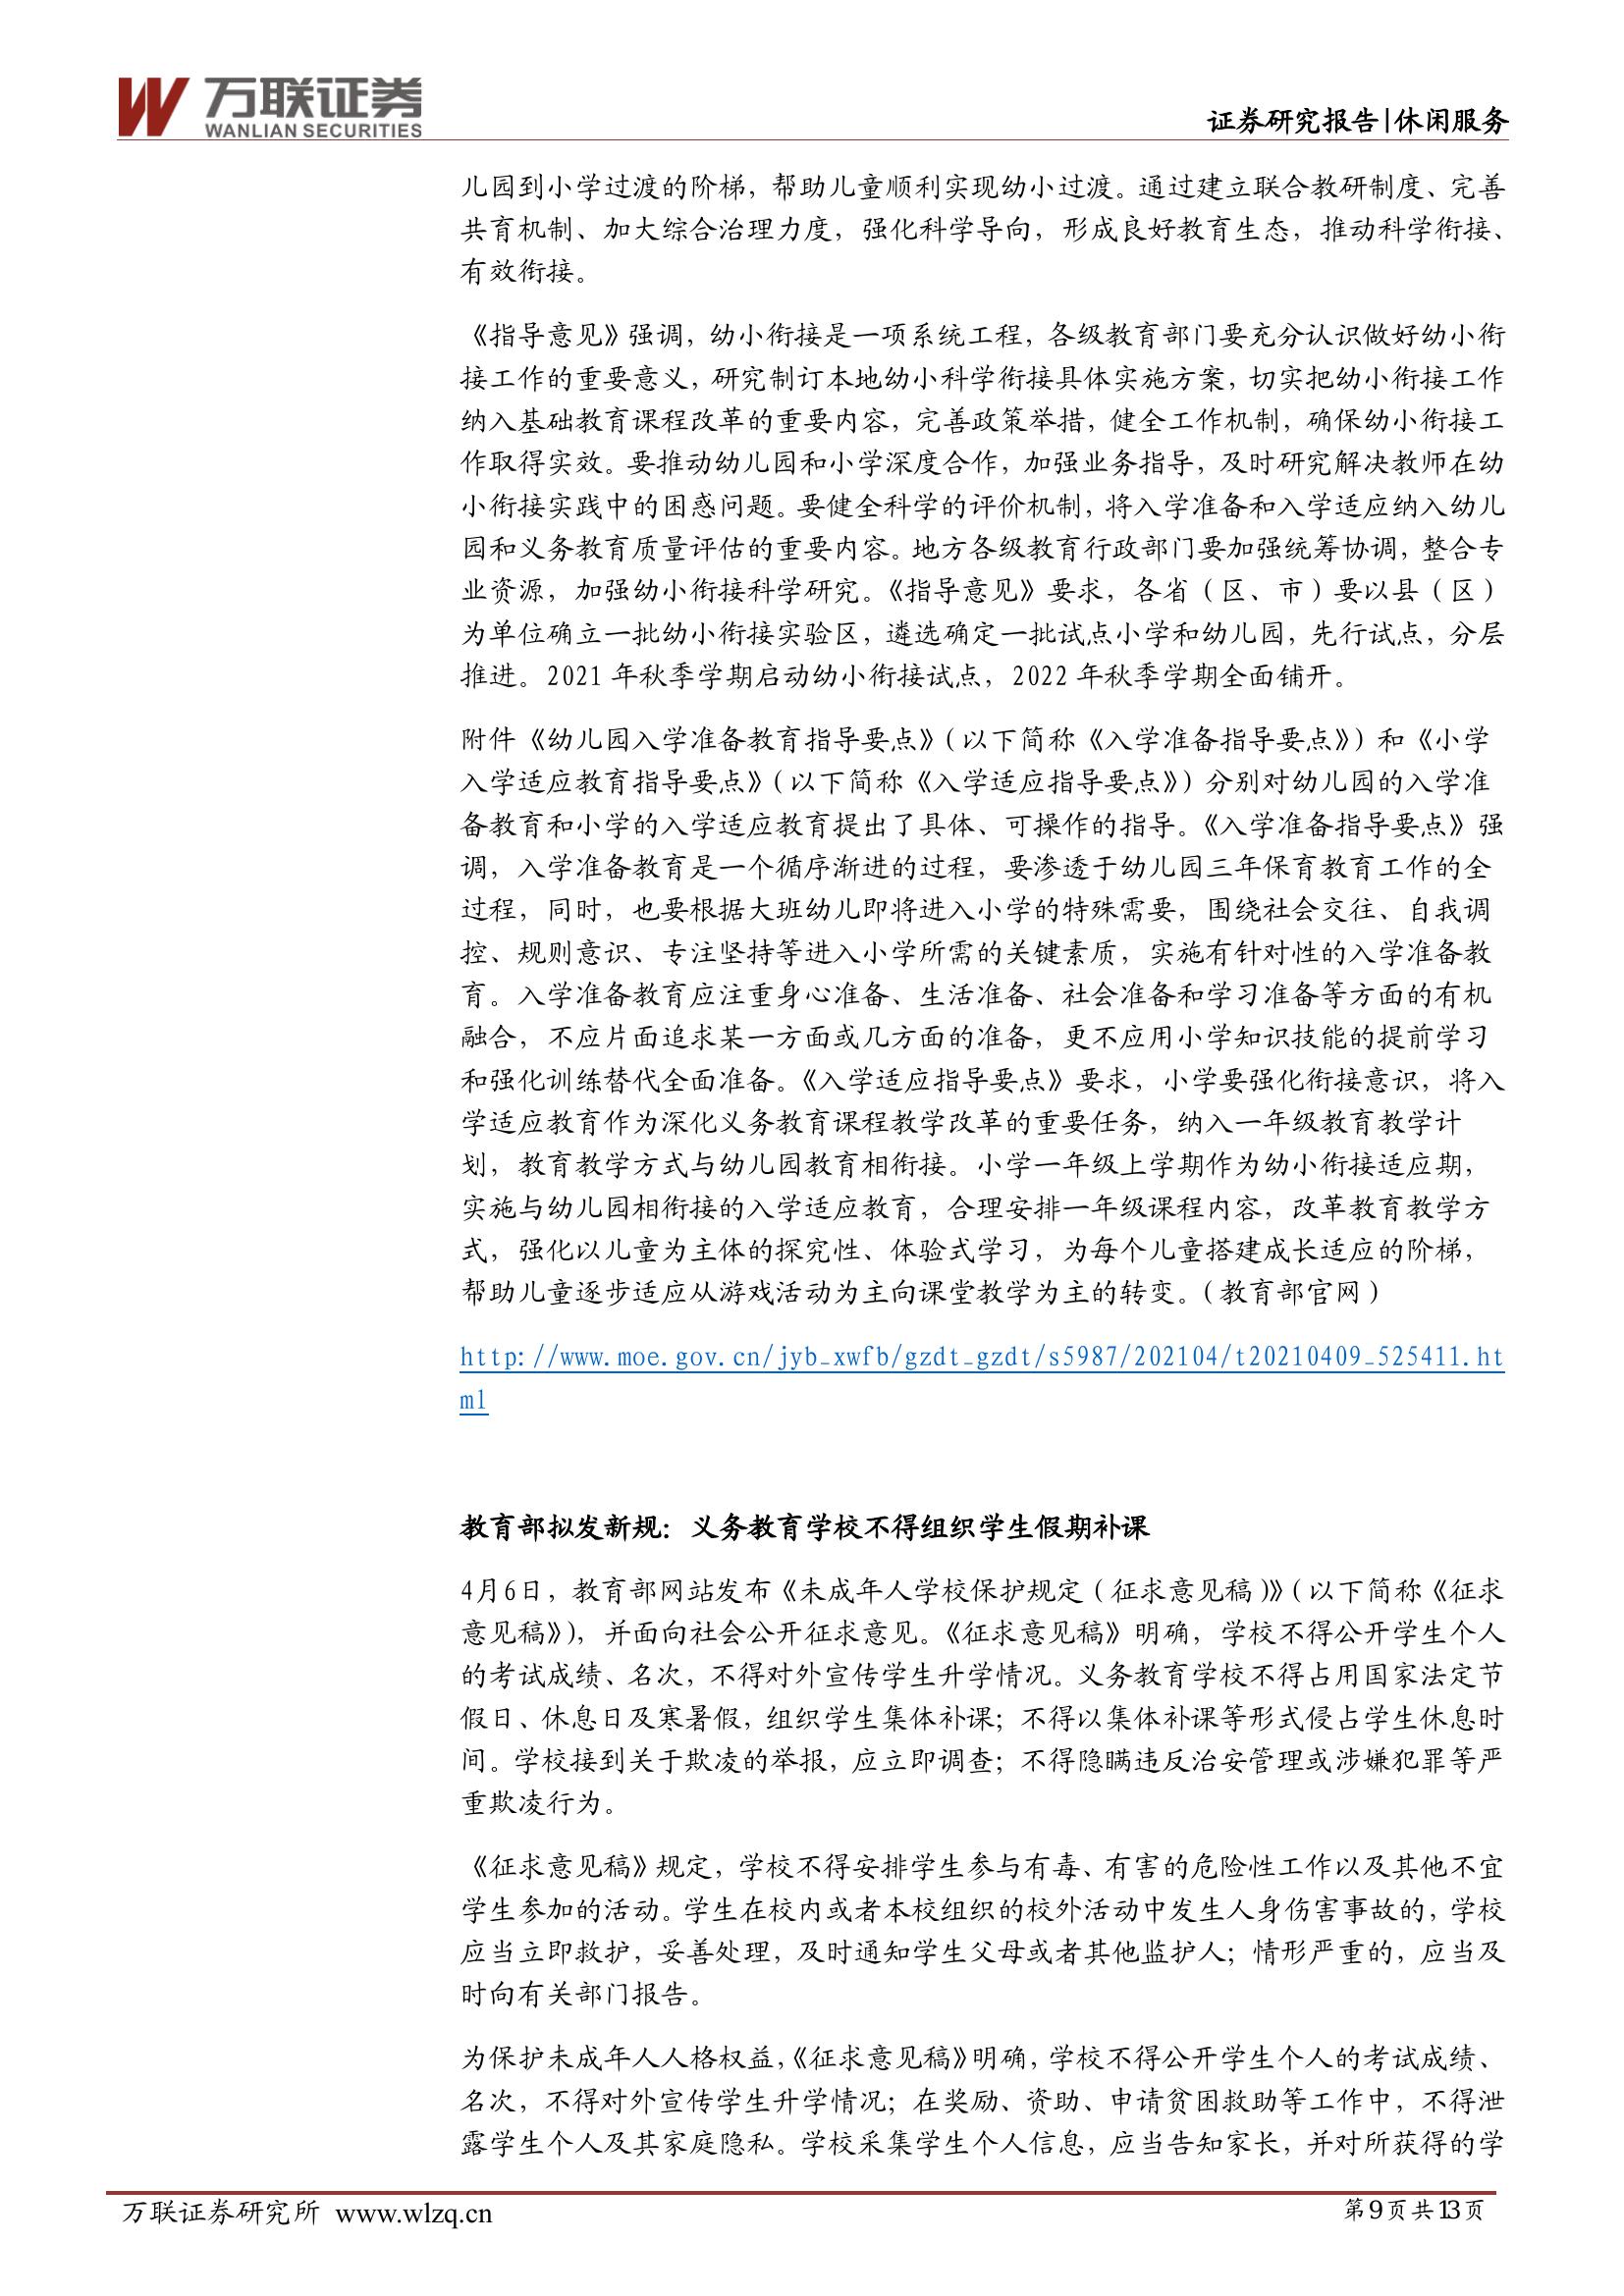 万联证券
WANLIAN SECURITIES
证券研究报告|休闲服务
儿园到小学过渡的阶梯，帮助儿童顺利实现幼小过渡。通过建立联合教研制度、完善
共育机制、加大综合治理力度，强化科学导向，形成良好教育生态，推动科学衔接、
有效衔接。
《指导意见》强调，幼小衔接是一项系统工程，各级教育部门要充分认识做好幼小衔
接工作的重要意义，研究制订本地幼小科学衔接具体实施方案，切实把幼小衔接工作
纳入基础教育课程改革的重要内容，完善政策举措，健全工作机制，确保幼小衔接工
作取得实效。要推动幼儿园和小学深度合作，加强业务指导，及时研究解决教师在幼
小衔接实践中的困惑问题。要健全科学的评价机制，将入学准备和入学适应纳入幼儿
园和义务教育质量评估的重要内容。地方各级教育行政部门要加强统筹协调，整合专
业资源，加强幼小衔接科学研究。《指导意见》要求，各省（区、市）要以县（区）
为单位确立一批幼小衔接实验区，遴选确定一批试点小学和幼儿园，先行试点，分层
推进。2021 年秋季学期启动幼小衔接试点，2022 年秋季学期全面铺开。
附件《幼儿园入学准备教育指导要点》（以下简称《入学准备指导要点》）和《小学
入学适应教育指导要点》（以下简称《入学适应指导要点》）分别对幼儿园的入学准
备教育和小学的入学适应教育提出了具体、可操作的指导。《入学准备指导要点》强
调，入学准备教育是一个循序渐进的过程，要渗透于幼儿园三年保育教育工作的全
过程，同时，也要根据大班幼儿即将进入小学的特殊需要，围绕社会交往、自我调
控、规则意识、专注坚持等进入小学所需的关键素质，实施有针对性的入学准备教
育。入学准备教育应注重身心准备、生活准备、社会准备和学习准备等方面的有机
融合，不应片面追求某一方面或几方面的准备，更不应用小学知识技能的提前学习
和强化训练替代全面准备。《入学适应指导要点》要求，小学要强化衔接意识，将入
学适应教育作为深化义务教育课程教学改革的重要任务，纳入一年级教育教学计
划，教育教学方式与幼儿园教育相衔接。小学一年级上学期作为幼小衔接适应期，
实施与幼儿园相衔接的入学适应教育，合理安排一年级课程内容，改革教育教学方
式，强化以儿童为主体的探究性、体验式学习，为每个儿童搭建成长适应的阶梯，
帮助儿童逐步适应从游戏活动为主向课堂教学为主的转变。（教育部官网）
http://www.moe.gov.cn/jyb_xwfb/gzdt_gzdt/s5987/202104/t20210409_525411.ht
ml
教育部拟发新规：义务教育学校不得组织学生假期补课
4月6日，教育部网站发布《未成年人学校保护规定（征求意见稿）》（以下简称《征求
意见稿》），并面向社会公开征求意见。《征求意见稿》明确，学校不得公开学生个人
的考试成绩、名次，不得对外宣传学生升学情况。义务教育学校不得占用国家法定节
假日、休息日及寒暑假，组织学生集体补课；不得以集体补课等形式侵占学生休息时
间。学校接到关于欺凌的举报，应立即调查；不得隐瞒违反治安管理或涉嫌犯罪等严
重欺凌行为。
《征求意见稿》规定，学校不得安排学生参与有毒、有害的危险性工作以及其他不宜
学生参加的活动。学生在校内或者本校组织的校外活动中发生人身伤害事故的，学校
应当立即救护，妥善处理，及时通知学生父母或者其他监护人；情形严重的，应当及
时向有关部门报告。
为保护未成年人人格权益，《征求意见稿》明确，学校不得公开学生个人的考试成绩、
名次，不得对外宣传学生升学情况；在奖励、资助、申请贫困救助等工作中，不得泄
露学生个人及其家庭隐私。学校采集学生个人信息，应当告知家长，并对所获得的学
万联证券研究所 www.wlzq.cn
第9页共13页